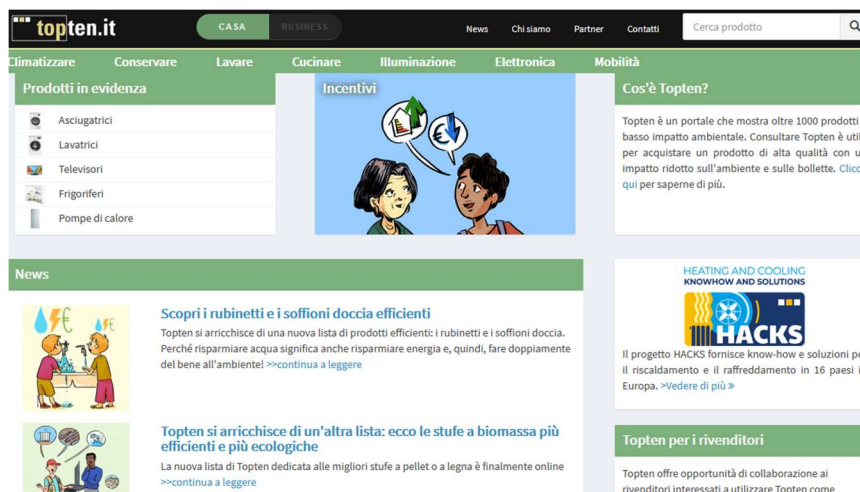 topten.it
CASA
BUSINESS
News
Chi siamo
Partner
Contatti
Cerca prodotto
Climatizzare
Conservare
Lavare
Cucinare
Illuminazione
Elettronica
Mobilità
Prodotti in evidenza
Asciugatrici
Lavatrici
Televisori
Frigoriferi
Pompe di calore
Incentivi
€
Cos'è Topten?
Topten è un portale che mostra oltre 1000 prodotti
basso impatto ambientale. Consultare Topten è
per acquistare un prodotto di alta qualità con
impatto ridotto sull'ambiente e sulle bollette.
qui per saperne di più.
News
€
€
Scopri i rubinetti e i soffioni doccia efficienti
Topten si arricchisce di una nuova lista di prodotti efficienti: i rubinetti e i soffioni doccia.
Perché risparmiare acqua significa anche risparmiare energia e, quindi, fare doppiamente
del bene all'ambiente! >>continua a leggere
Topten si arricchisce di un'altra lista: ecco le stufe a biomassa più
efficienti e più ecologiche
La nuova lista di Topten dedicata alle migliori stufe a pellet o a legna è finalmente online
>>continua a leggere
HEATING AND COOLING
KNOWHOW AND SOLUTIONS
HACKS
Il progetto HACKS fornisce know-how e soluzioni
il riscaldamento e il raffreddamento in 16 paesi
Europa. >Vedere di più »
Topten per i rivenditori
Topten offre opportunità di collaborazione ai
rivenditori interessati a utilizzare Topten come